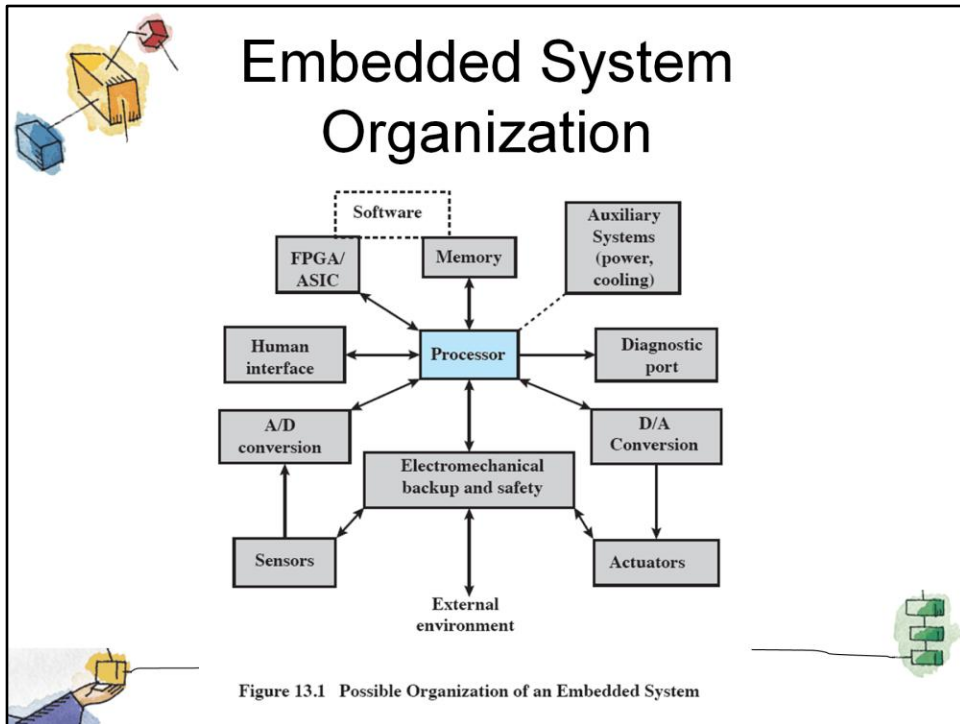 Embedded System
Organization
Software
Auxiliary
Systems
(power,
cooling)
FPGA/
ASIC
Memory
Human
interface
Processor
Diagnostic
port
A/D
conversion
D/A
Conversion
Electromechanical
backup and safety
Sensors
Actuators
External
environment
Figure 13.1 Possible Organization of an Embedded System